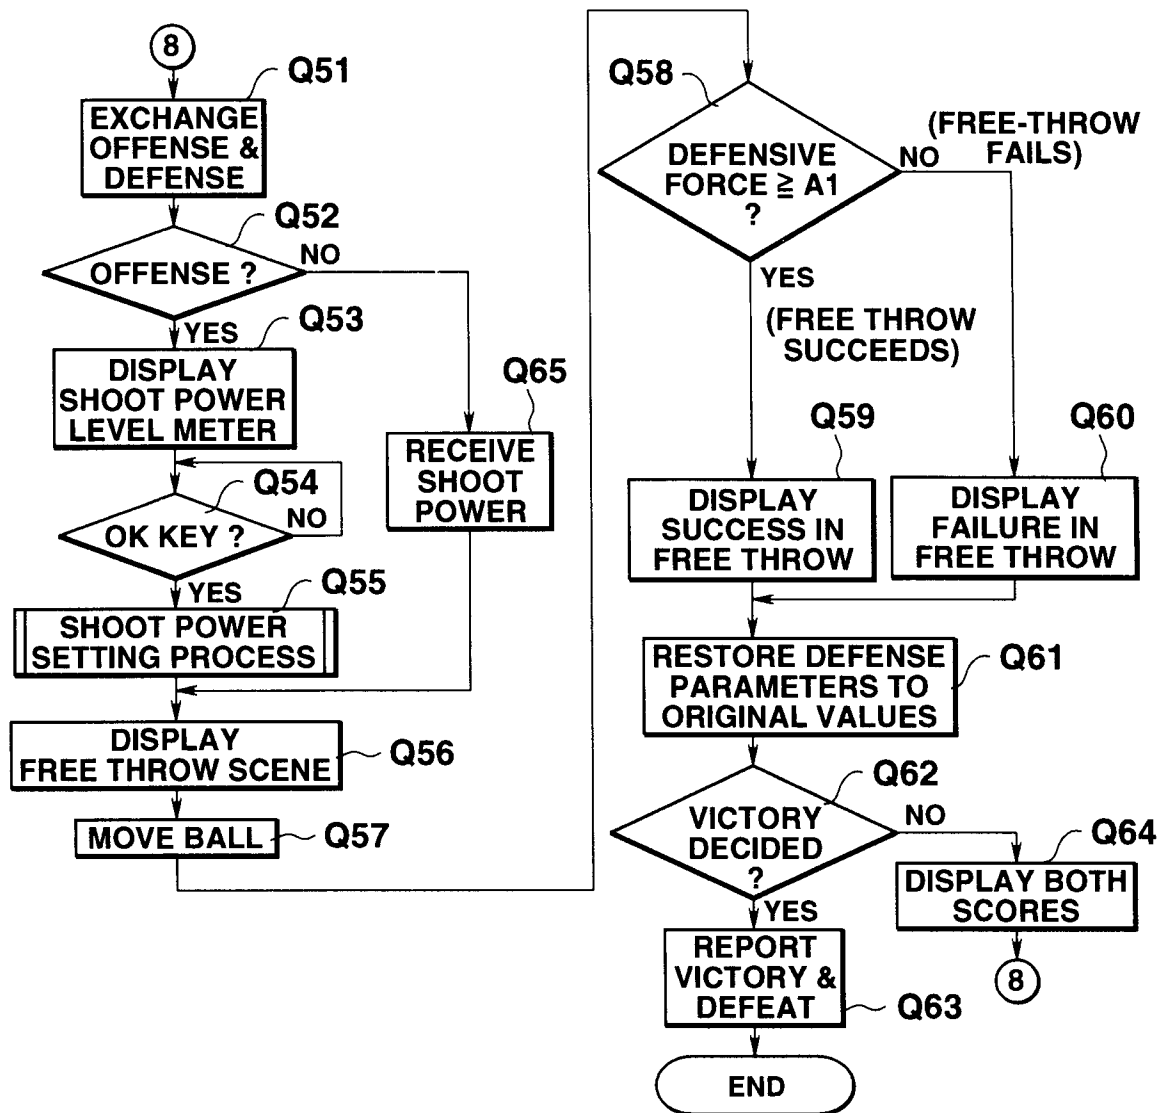 8
Q51
EXCHANGE
OFFENSE &
DEFENSE
Q52
OFFENSE ?
NO
YES
Q53
DISPLAY
SHOOT POWER
LEVEL METER
Q54
OK KEY ?
NO
YES
Q55
SHOOT POWER
SETTING PROCESS
Q65
RECEIVE
SHOOT
POWER
DISPLAY
FREE THROW SCENE
Q56
MOVE BALL
Q57
Q58
DEFENSIVE
FORCE ≧ A1
?
NO
(FREE-THROW
FAILS)
YES
(FREE THROW
SUCCEEDS)
Q59
DISPLAY
SUCCESS IN
FREE THROW
Q60
DISPLAY
FAILURE IN
FREE THROW
RESTORE DEFENSE
PARAMETERS TO
ORIGINAL VALUES
Q61
Q62
VICTORY
DECIDED
?
NO
YES
Q64
DISPLAY BOTH
SCORES
8
REPORT
VICTORY &
DEFEAT
Q63
END